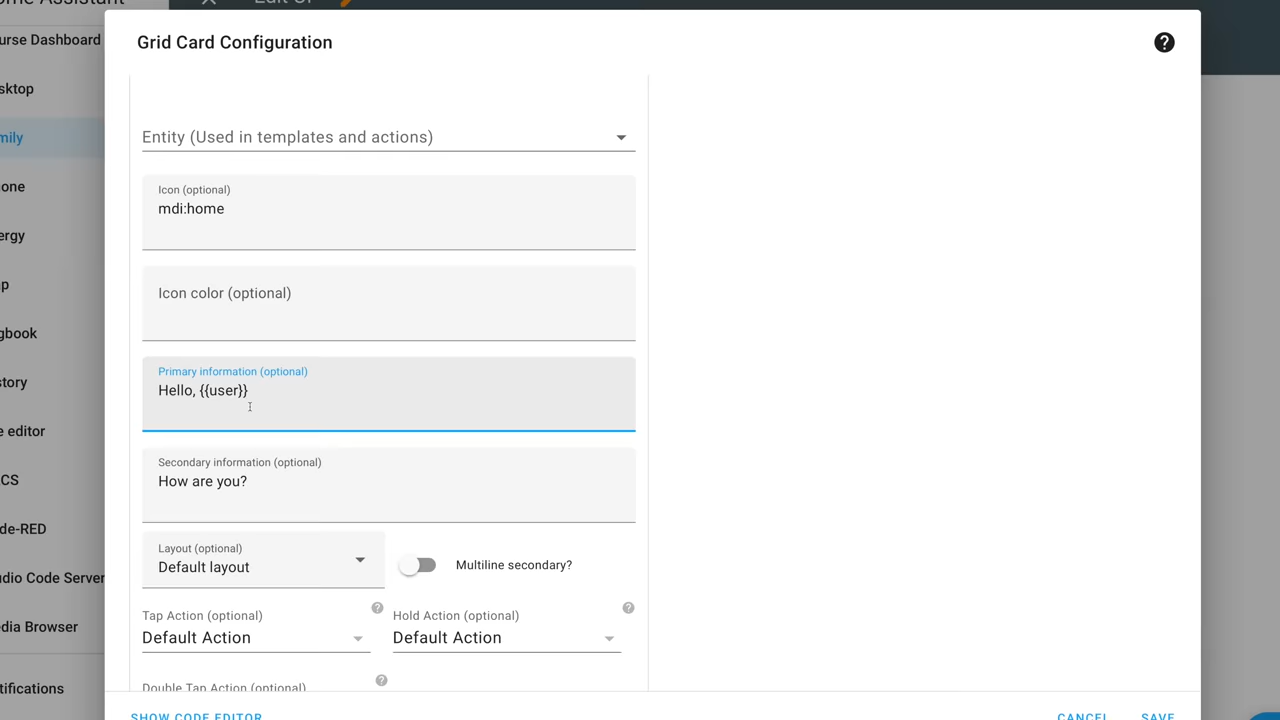 Edit
Grid Card Configuration
urse Dashboard
sktop
mily
one
ergy
p
gbook
story
e editor
CS
de-RED
udio Code Server
edia Browser
tifications
Entity (Used in templates and actions)
Icon (optional)
mdi:home
Icon color (optional)
Primary information (optional)
Hello, {{user}}
Secondary information (optional)
How are you?
Layout (optional)
Default layout
Multiline secondary?
Tap Action (optional)
Default Action
Hold Action (optional)
Default Action
Double Tap Action (optional)
SHOW CODE EDITOR
CANCEL
SAVE